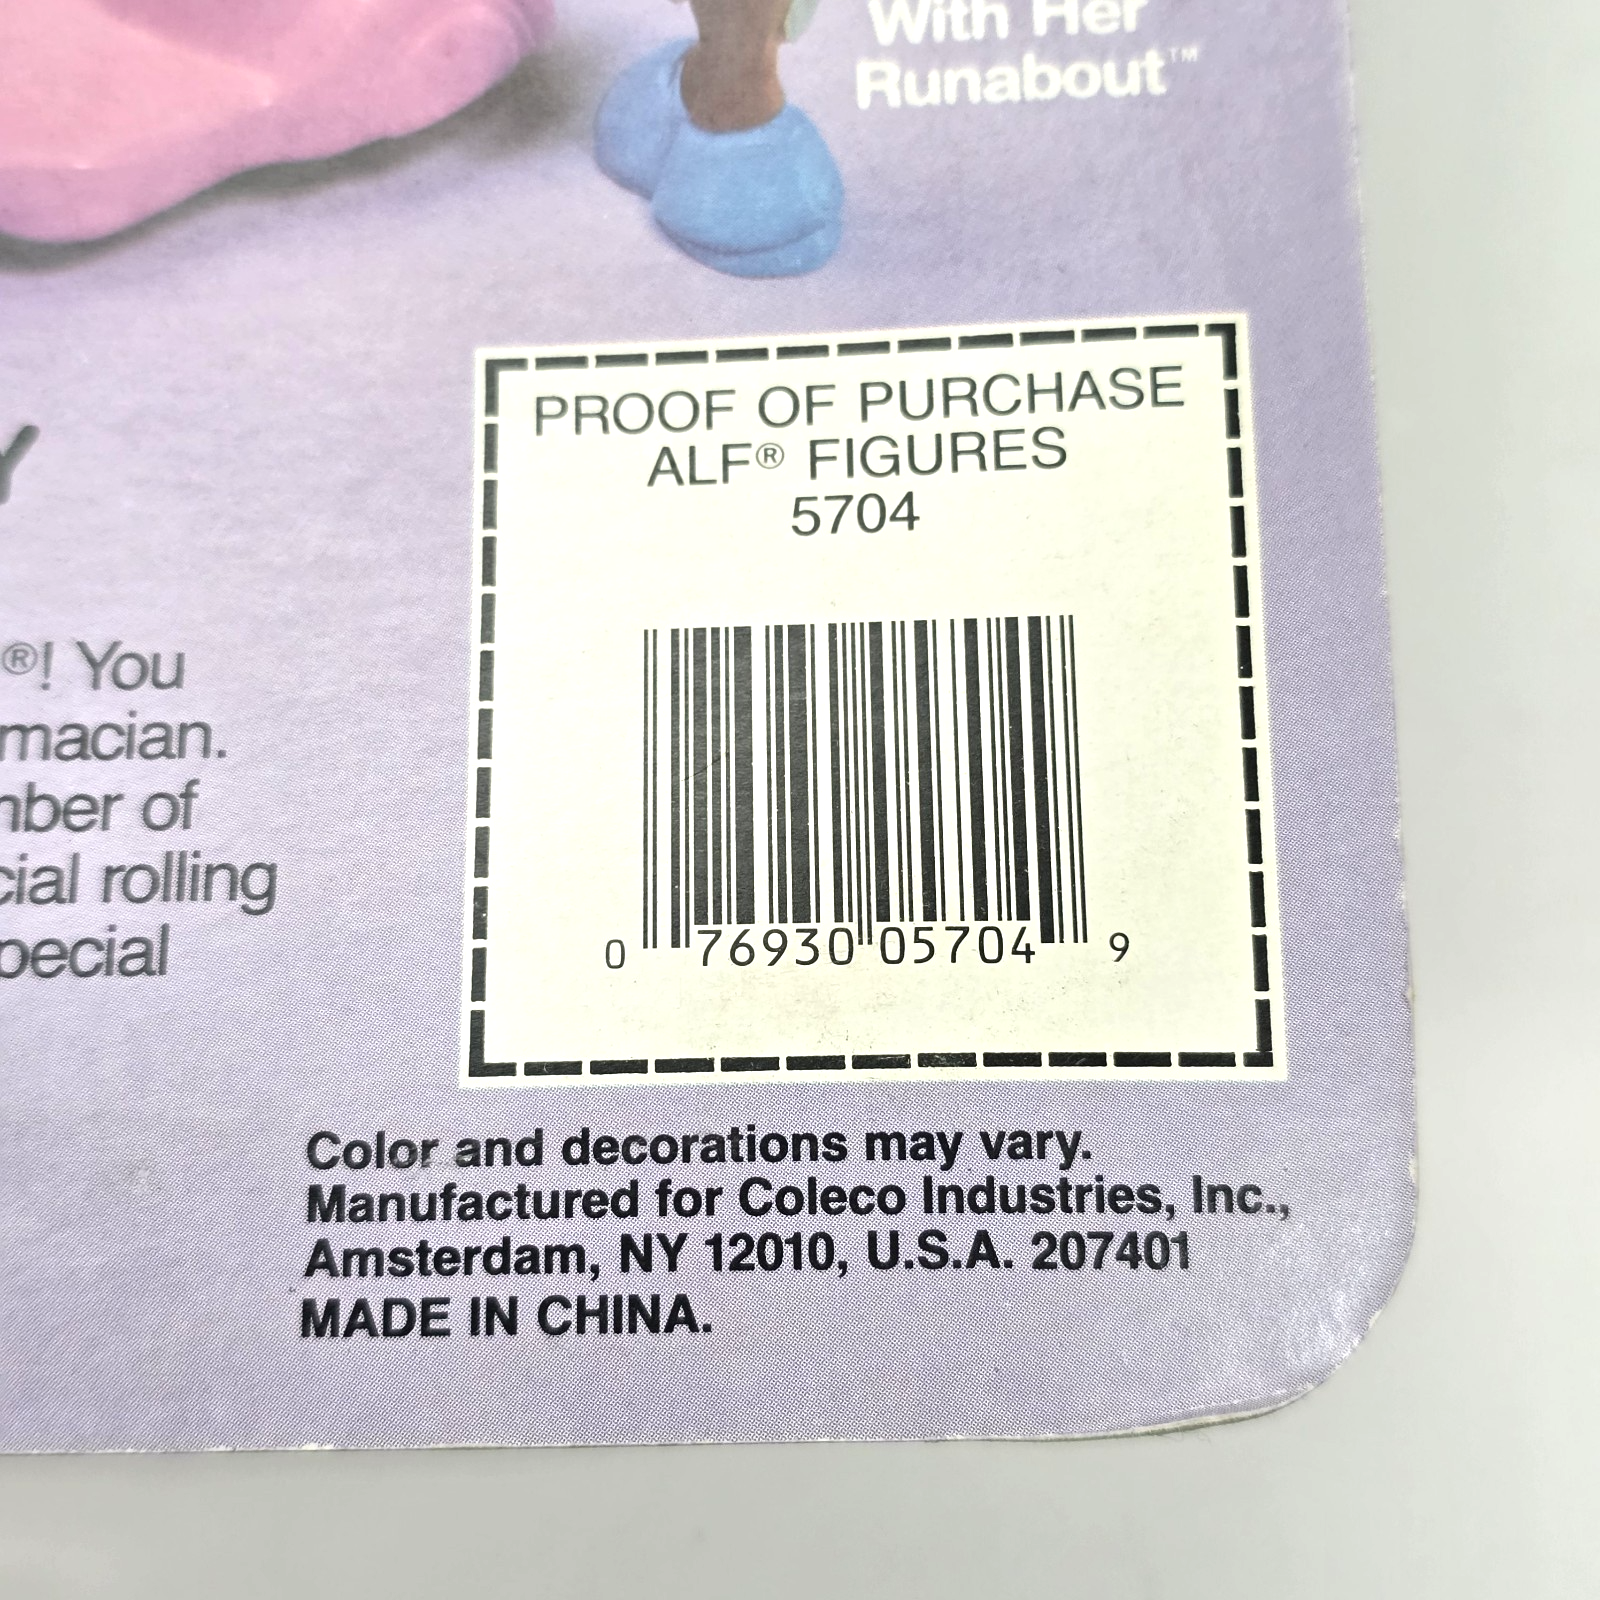 With Her
Runabout™
PROOF OF PURCHASE
ALF® FIGURES
5704
0 76930 05704 9
®! You
macian.
ber of
cial rolling
pecial
Color and decorations may vary.
Manufactured for Coleco Industries, Inc.,
Amsterdam, NY 12010, U.S.A. 207401
MADE IN CHINA.